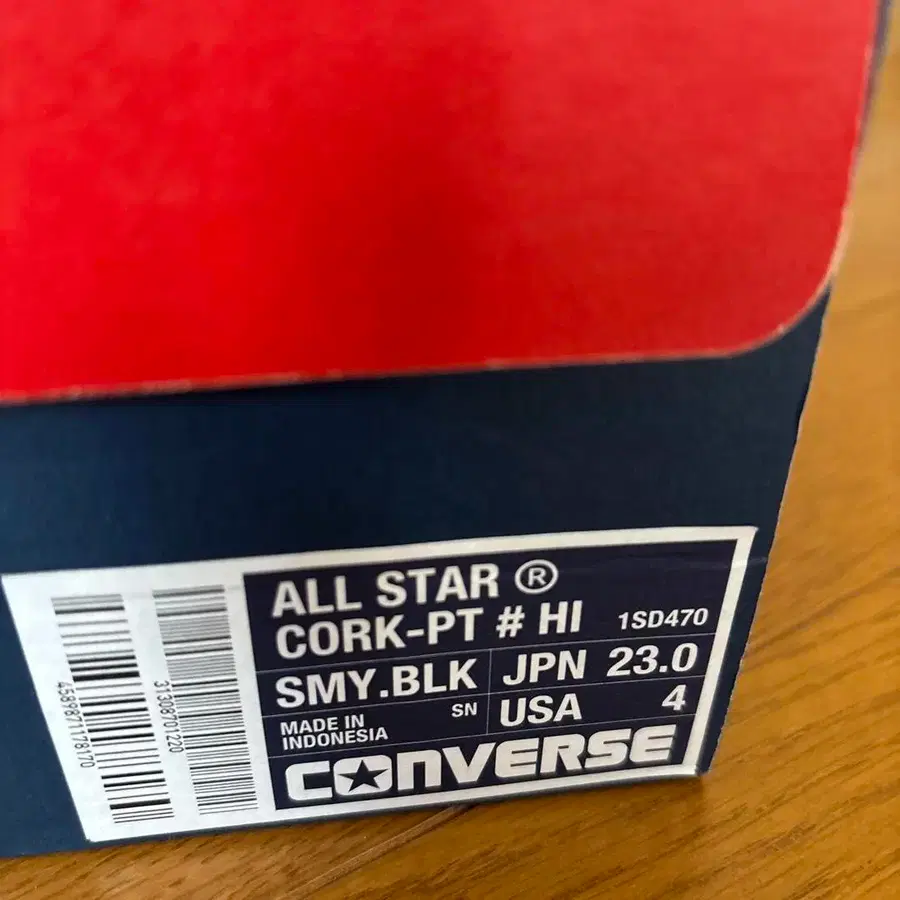 ALL STAR ®
CORK-PT # HI 1SD470
SMY.BLK JPN 23.0
MADE IN
INDONESIA
SN USA 4
CONVERSE
4589871178170
31308701220